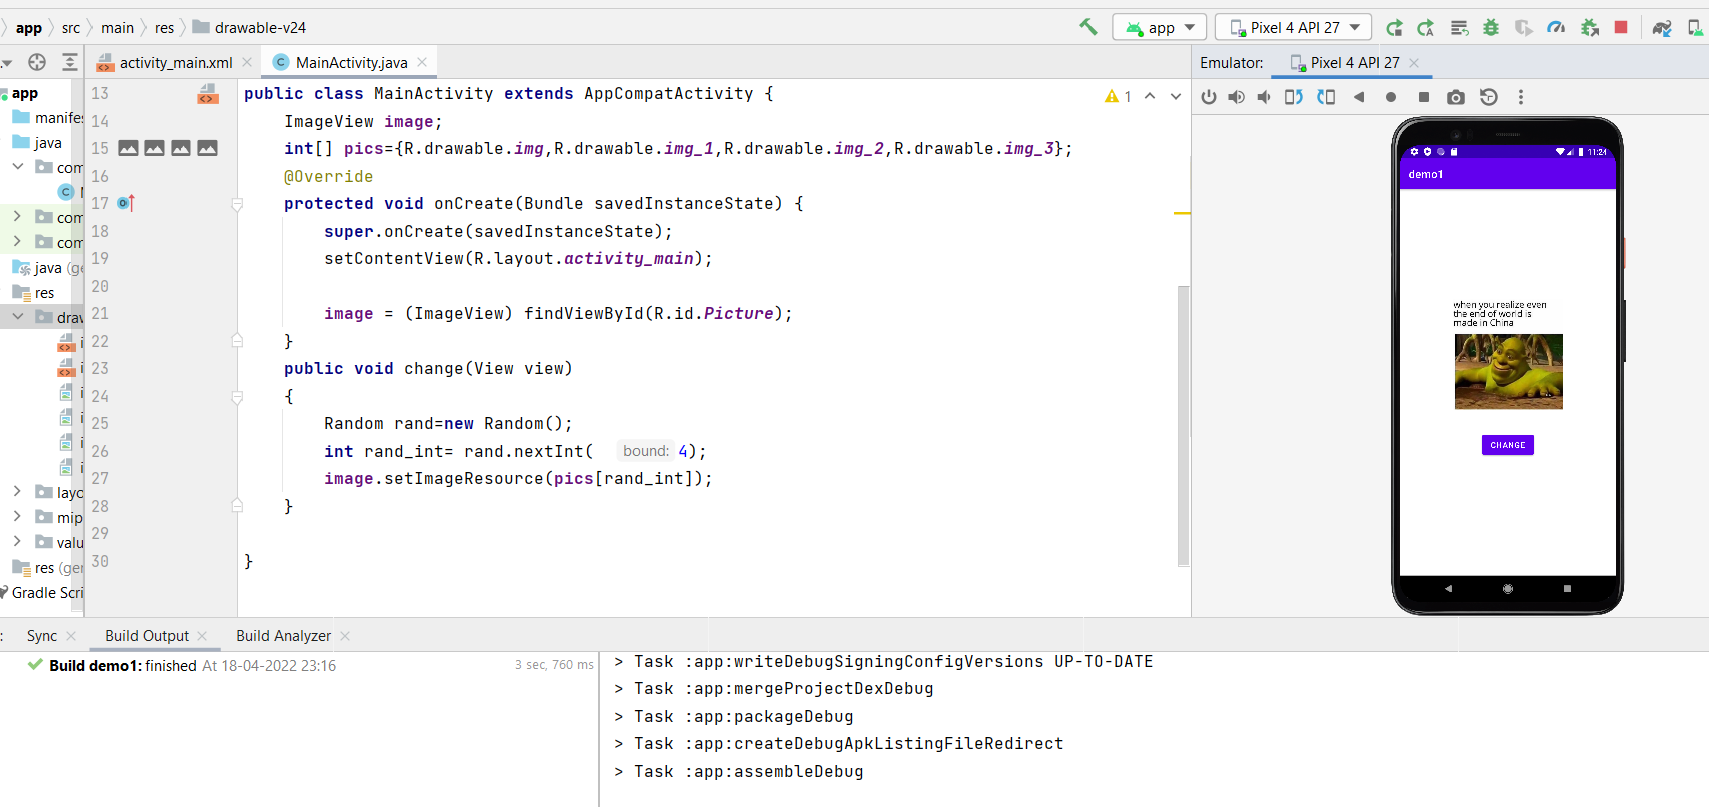 app src main res drawable-v24 app Pixel 4 API 27
activity_main.xml MainActivity.java Emulator: Pixel 4 API 27
app
manifes
java
com
com
com
java (ge
res
draw
layo
mip
valu
res (ger
Gradle Scri
13 public class MainActivity extends AppCompatActivity { 1
14 ImageView image;
15 int[] pics={R.drawable.img,R.drawable.img_1,R.drawable.img_2,R.drawable.img_3};
16 @Override
17 protected void onCreate(Bundle savedInstanceState) {
18 super.onCreate(savedInstanceState);
19 setContentView(R.layout.activity_main);
20
21 image = (ImageView) findViewById(R.id.Picture);
22 }
23 public void change(View view)
24 {
25 Random rand=new Random();
26 int rand_int= rand.nextInt( bound: 4);
27 image.setImageResource(pics[rand_int]);
28 }
29
30 }
11:24
demo1
when you realize even
the end of world is
made in China
CHANGE
: Sync Build Output Build Analyzer
Build demo1: finished At 18-04-2022 23:16 3 sec, 760 ms
> Task :app:writeDebugSigningConfigVersions UP-TO-DATE
> Task :app:mergeProjectDexDebug
> Task :app:packageDebug
> Task :app:createDebugApkListingFileRedirect
> Task :app:assembleDebug